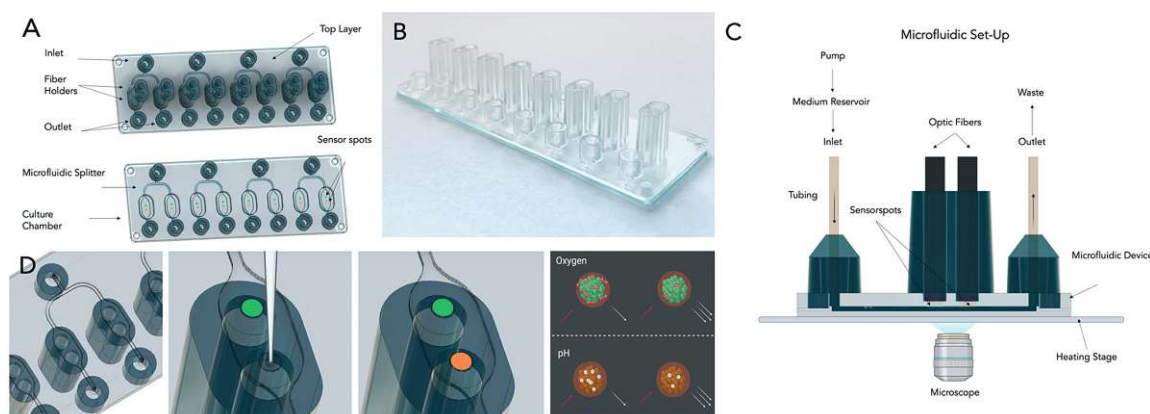 A
Inlet
Top Layer
Fiber
Holders
Outlet
Sensor spots
Microfluidic Splitter
Culture
Chamber
B
C
Microfluidic Set-Up
Pump
Medium Reservoir
Inlet
Optic Fibers
Waste
Outlet
Tubing
Sensorspots
Microfluidic Device
Heating Stage
Microscope
D
Oxygen
pH